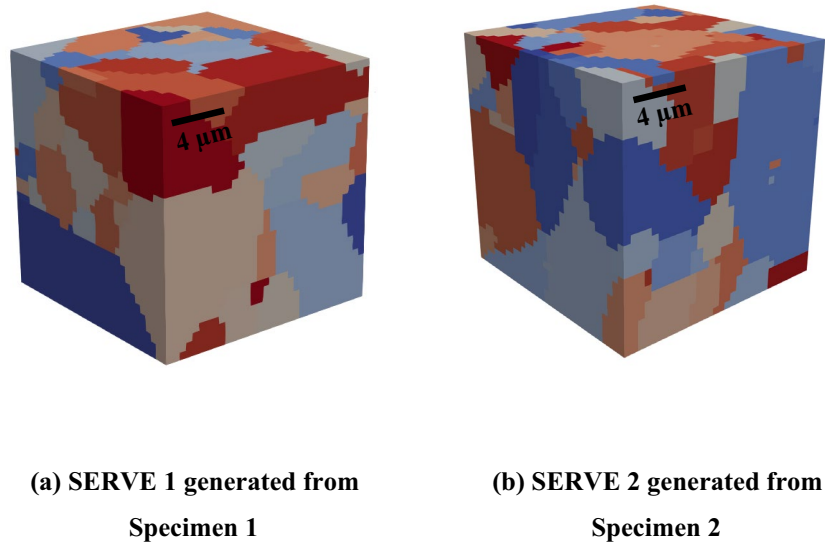 4 μm
4 μm
(a) SERVE 1 generated from
Specimen 1
(b) SERVE 2 generated from
Specimen 2